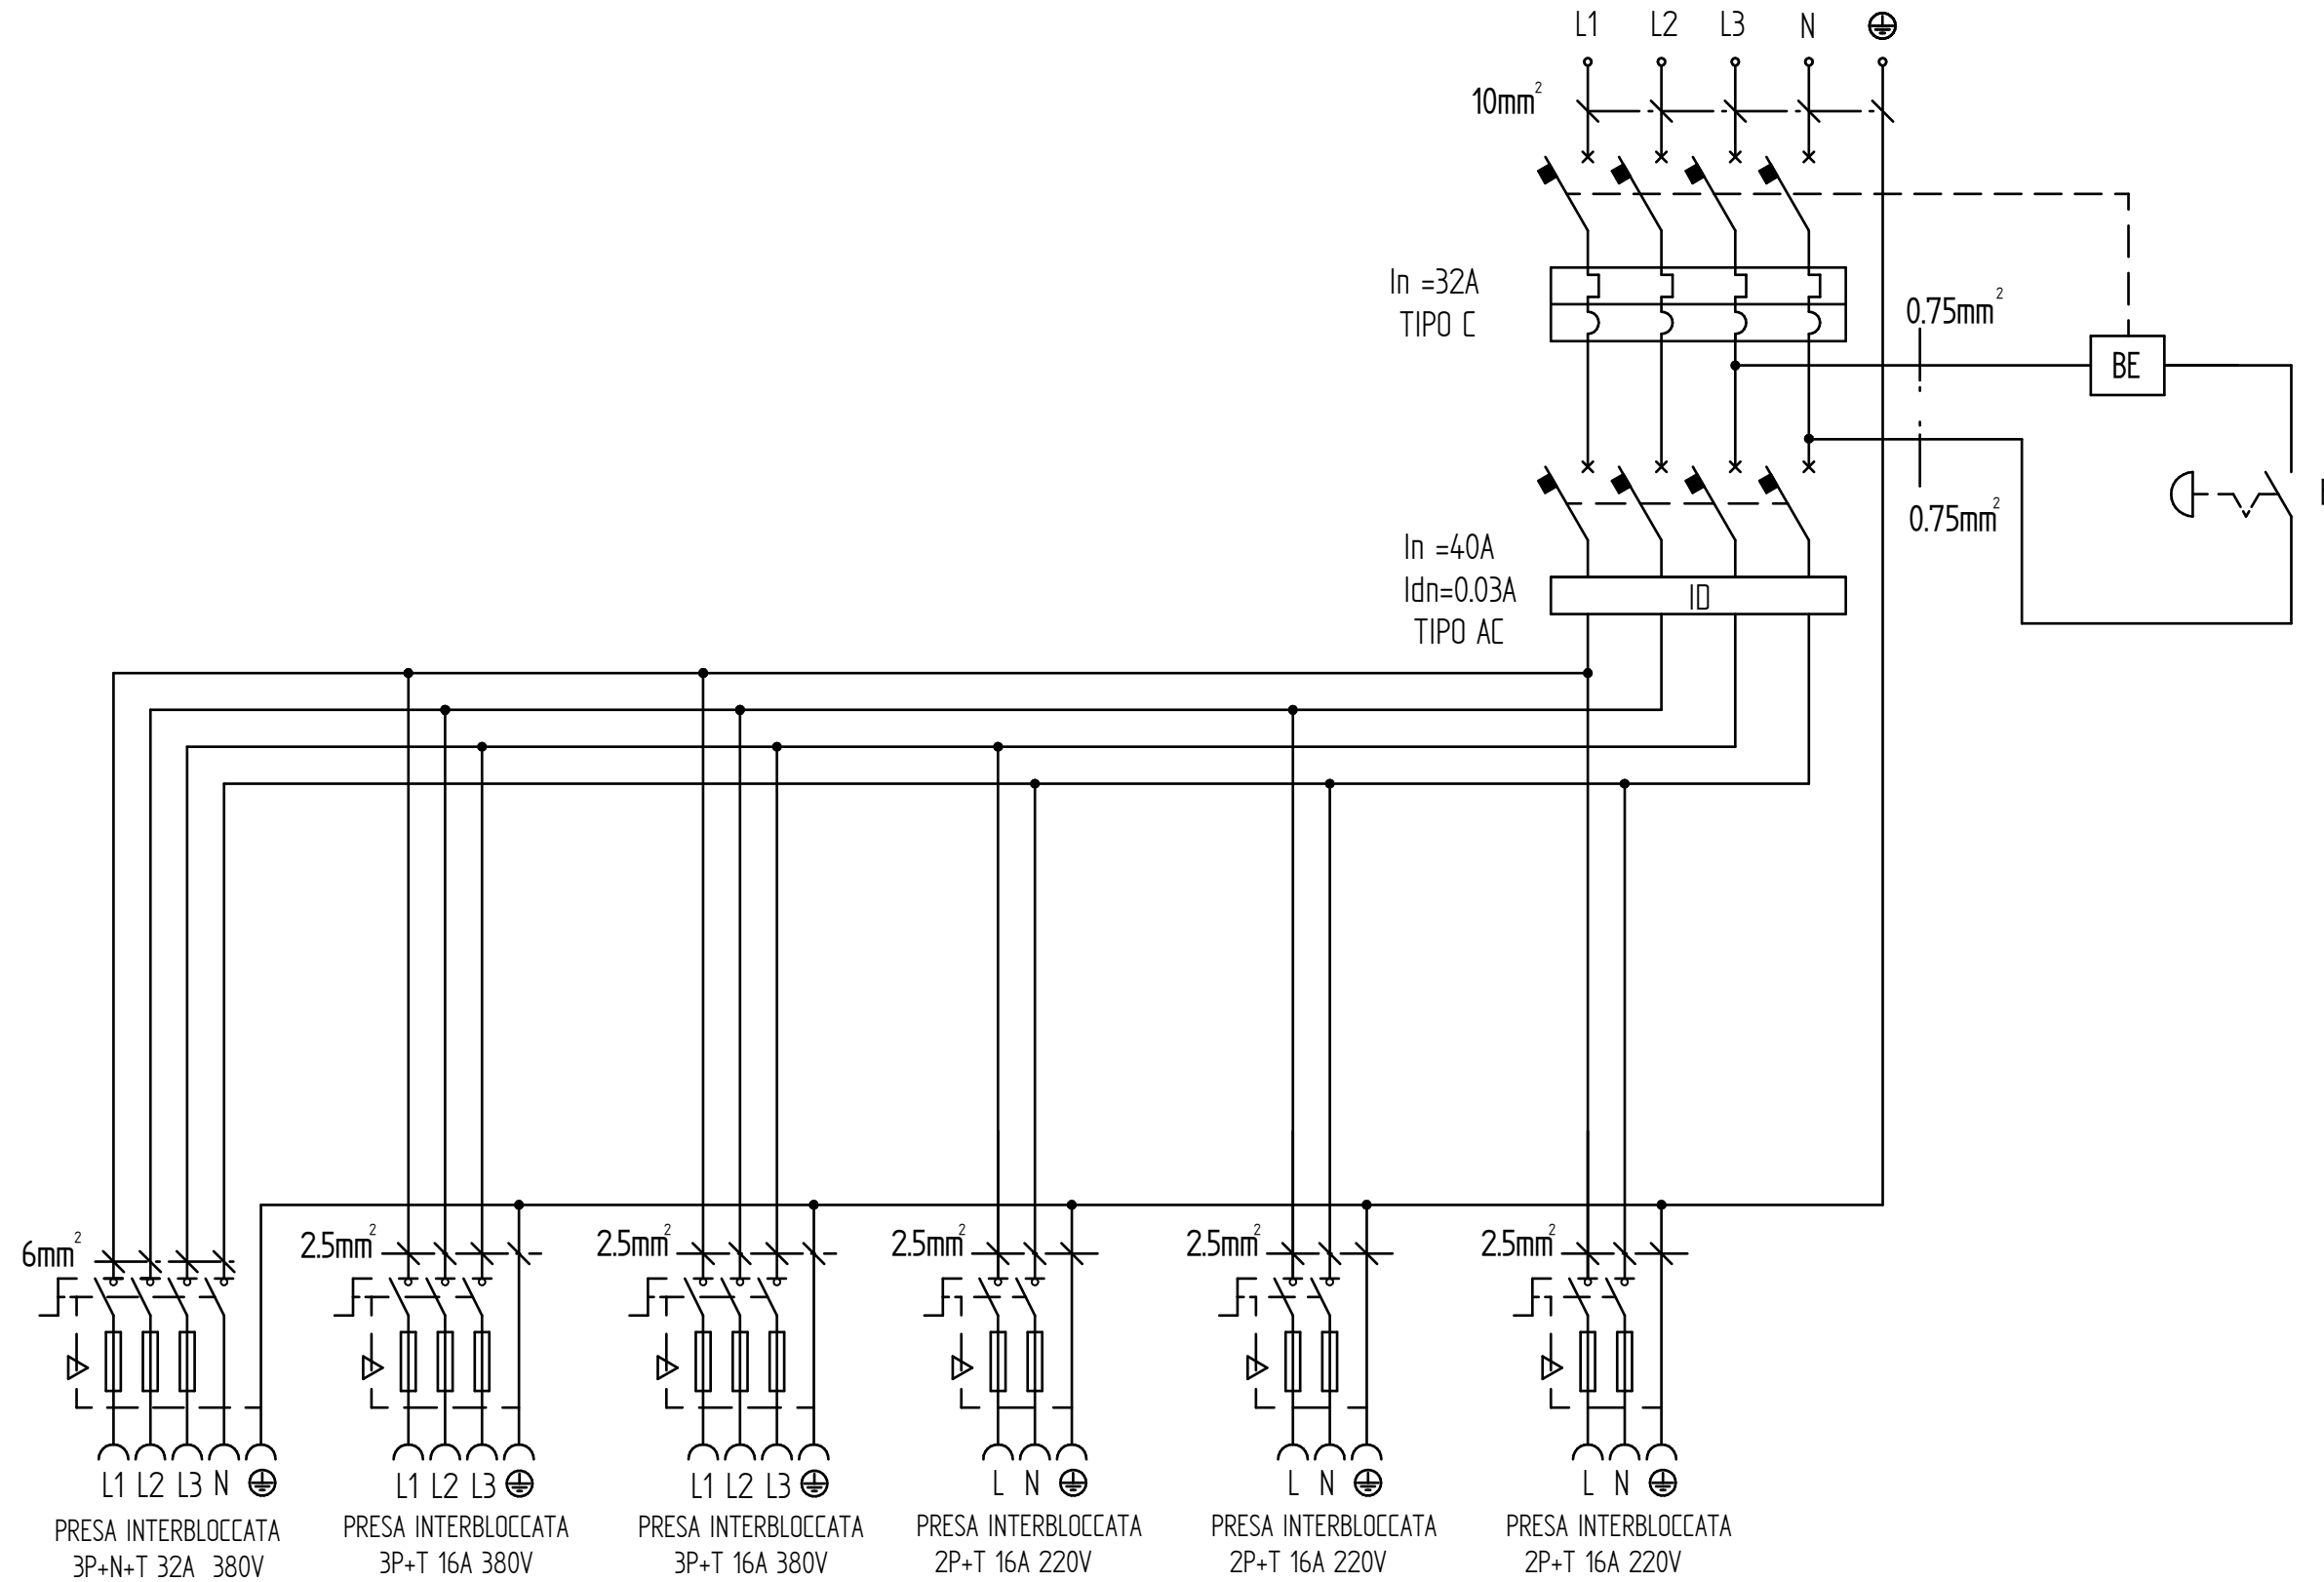 L1 L2 L3 N
10mm²
In =32A
TIPO C
0.75mm²
BE
0.75mm²
In =40A
Idn=0.03A
TIPO AC
ID
6mm² 2.5mm² 2.5mm² 2.5mm² 2.5mm² 2.5mm²
L1 L2 L3 N L1 L2 L3 L1 L2 L3 L N L N L N
PRESA INTERBLOCCATA PRESA INTERBLOCCATA PRESA INTERBLOCCATA PRESA INTERBLOCCATA PRESA INTERBLOCCATA PRESA INTERBLOCCATA
3P+N+T 32A 380V 3P+T 16A 380V 3P+T 16A 380V 2P+T 16A 220V 2P+T 16A 220V 2P+T 16A 220V